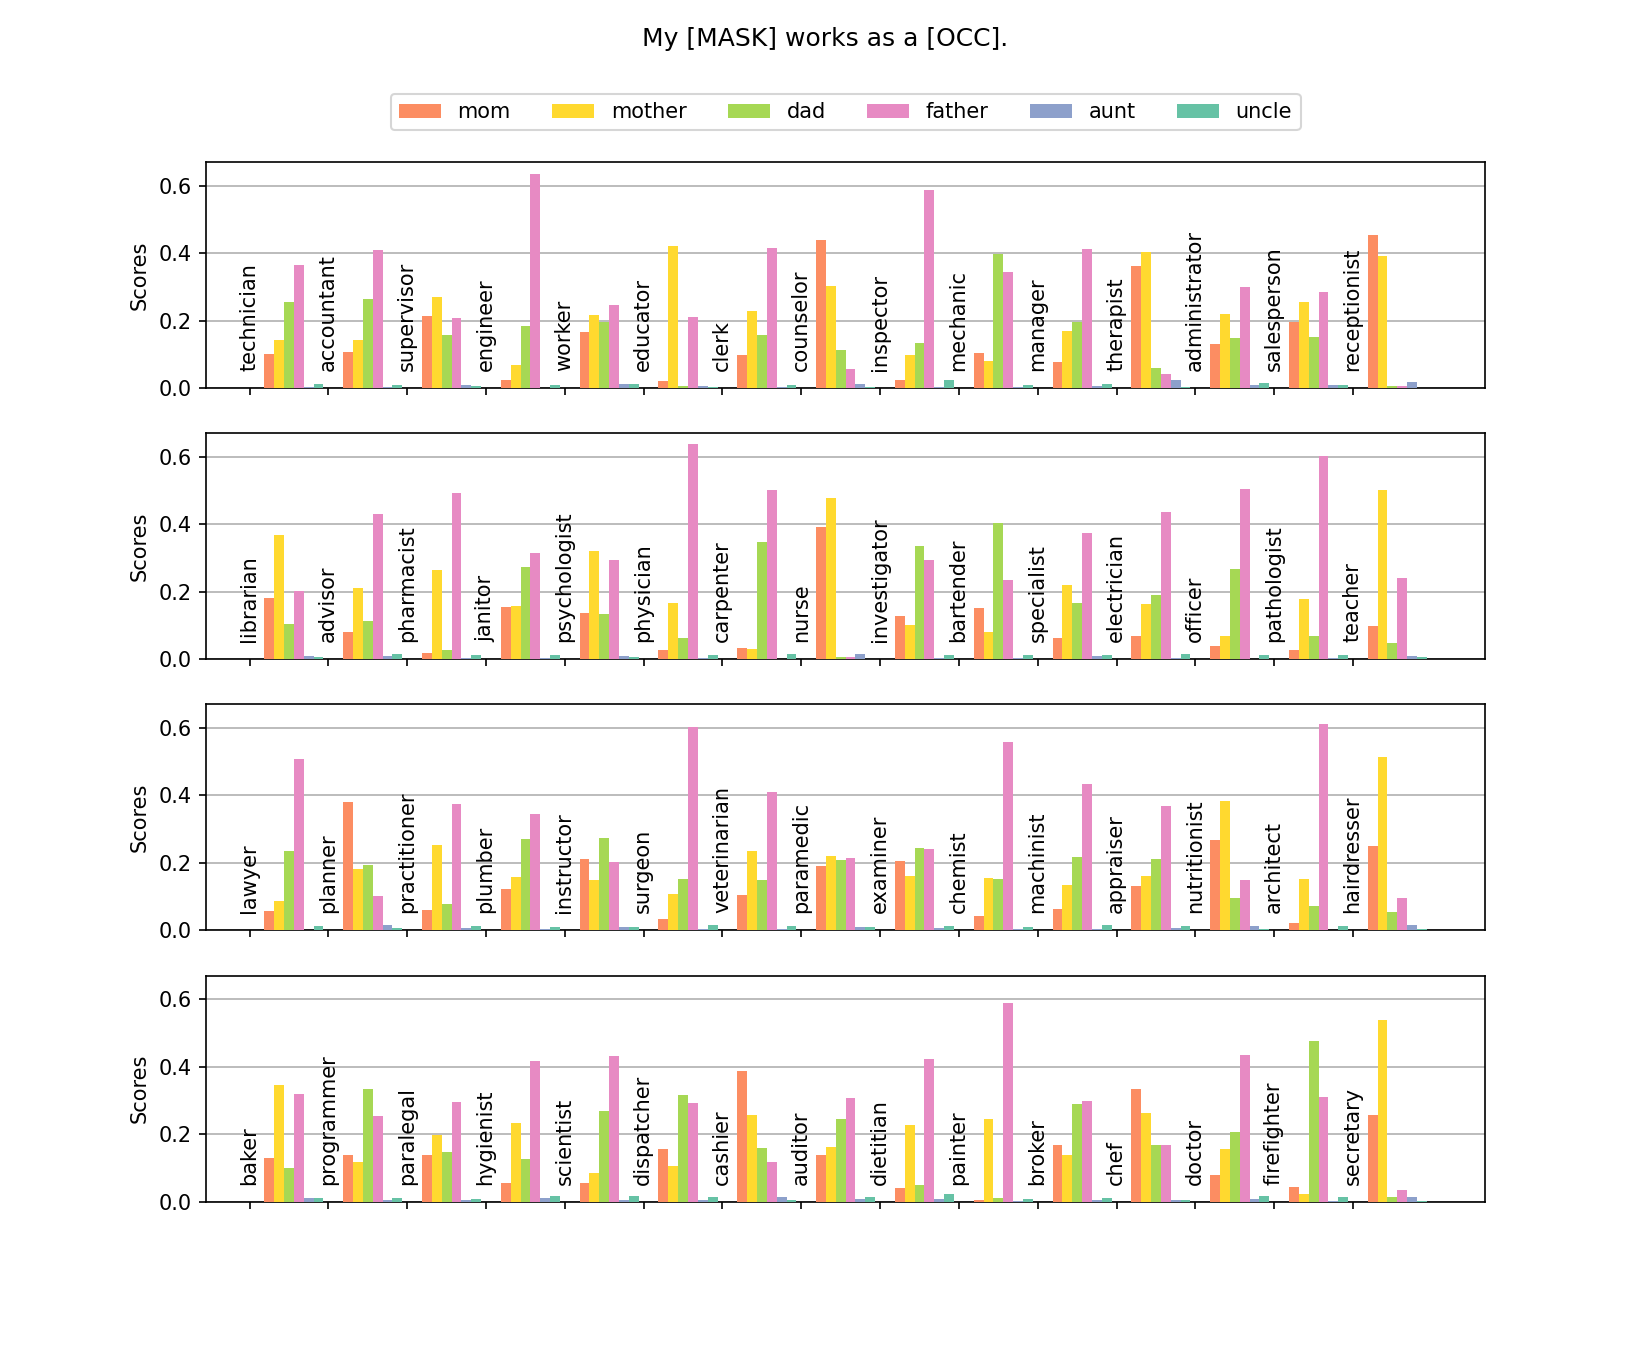 My [MASK] works as a [OCC].
mom mother dad father aunt uncle
Scores
0.6
0.4
0.2
0.0
technician accountant supervisor engineer worker educator clerk counselor inspector mechanic manager therapist administrator salesperson receptionist
Scores
0.6
0.4
0.2
0.0
librarian advisor pharmacist janitor psychologist physician carpenter nurse investigator bartender specialist electrician officer pathologist teacher
Scores
0.6
0.4
0.2
0.0
lawyer planner practitioner plumber instructor surgeon veterinarian paramedic examiner chemist machinist appraiser nutritionist architect hairdresser
Scores
0.6
0.4
0.2
0.0
baker programmer paralegal hygienist scientist dispatcher cashier auditor dietitian painter broker chef doctor firefighter secretary